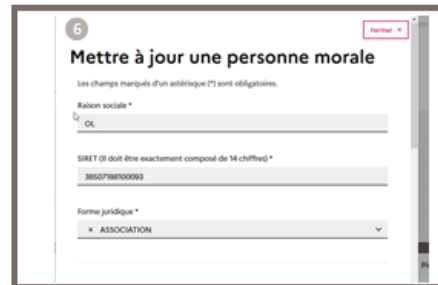 6
Fermer ×
Mettre à jour une personne morale
Les champs marqués d'un astérisque (*) sont obligatoires.
Raison sociale *
OL
SIRET (Il doit être exactement composé de 14 chiffres) *
38507188100093
Forme juridique *
× ASSOCIATION